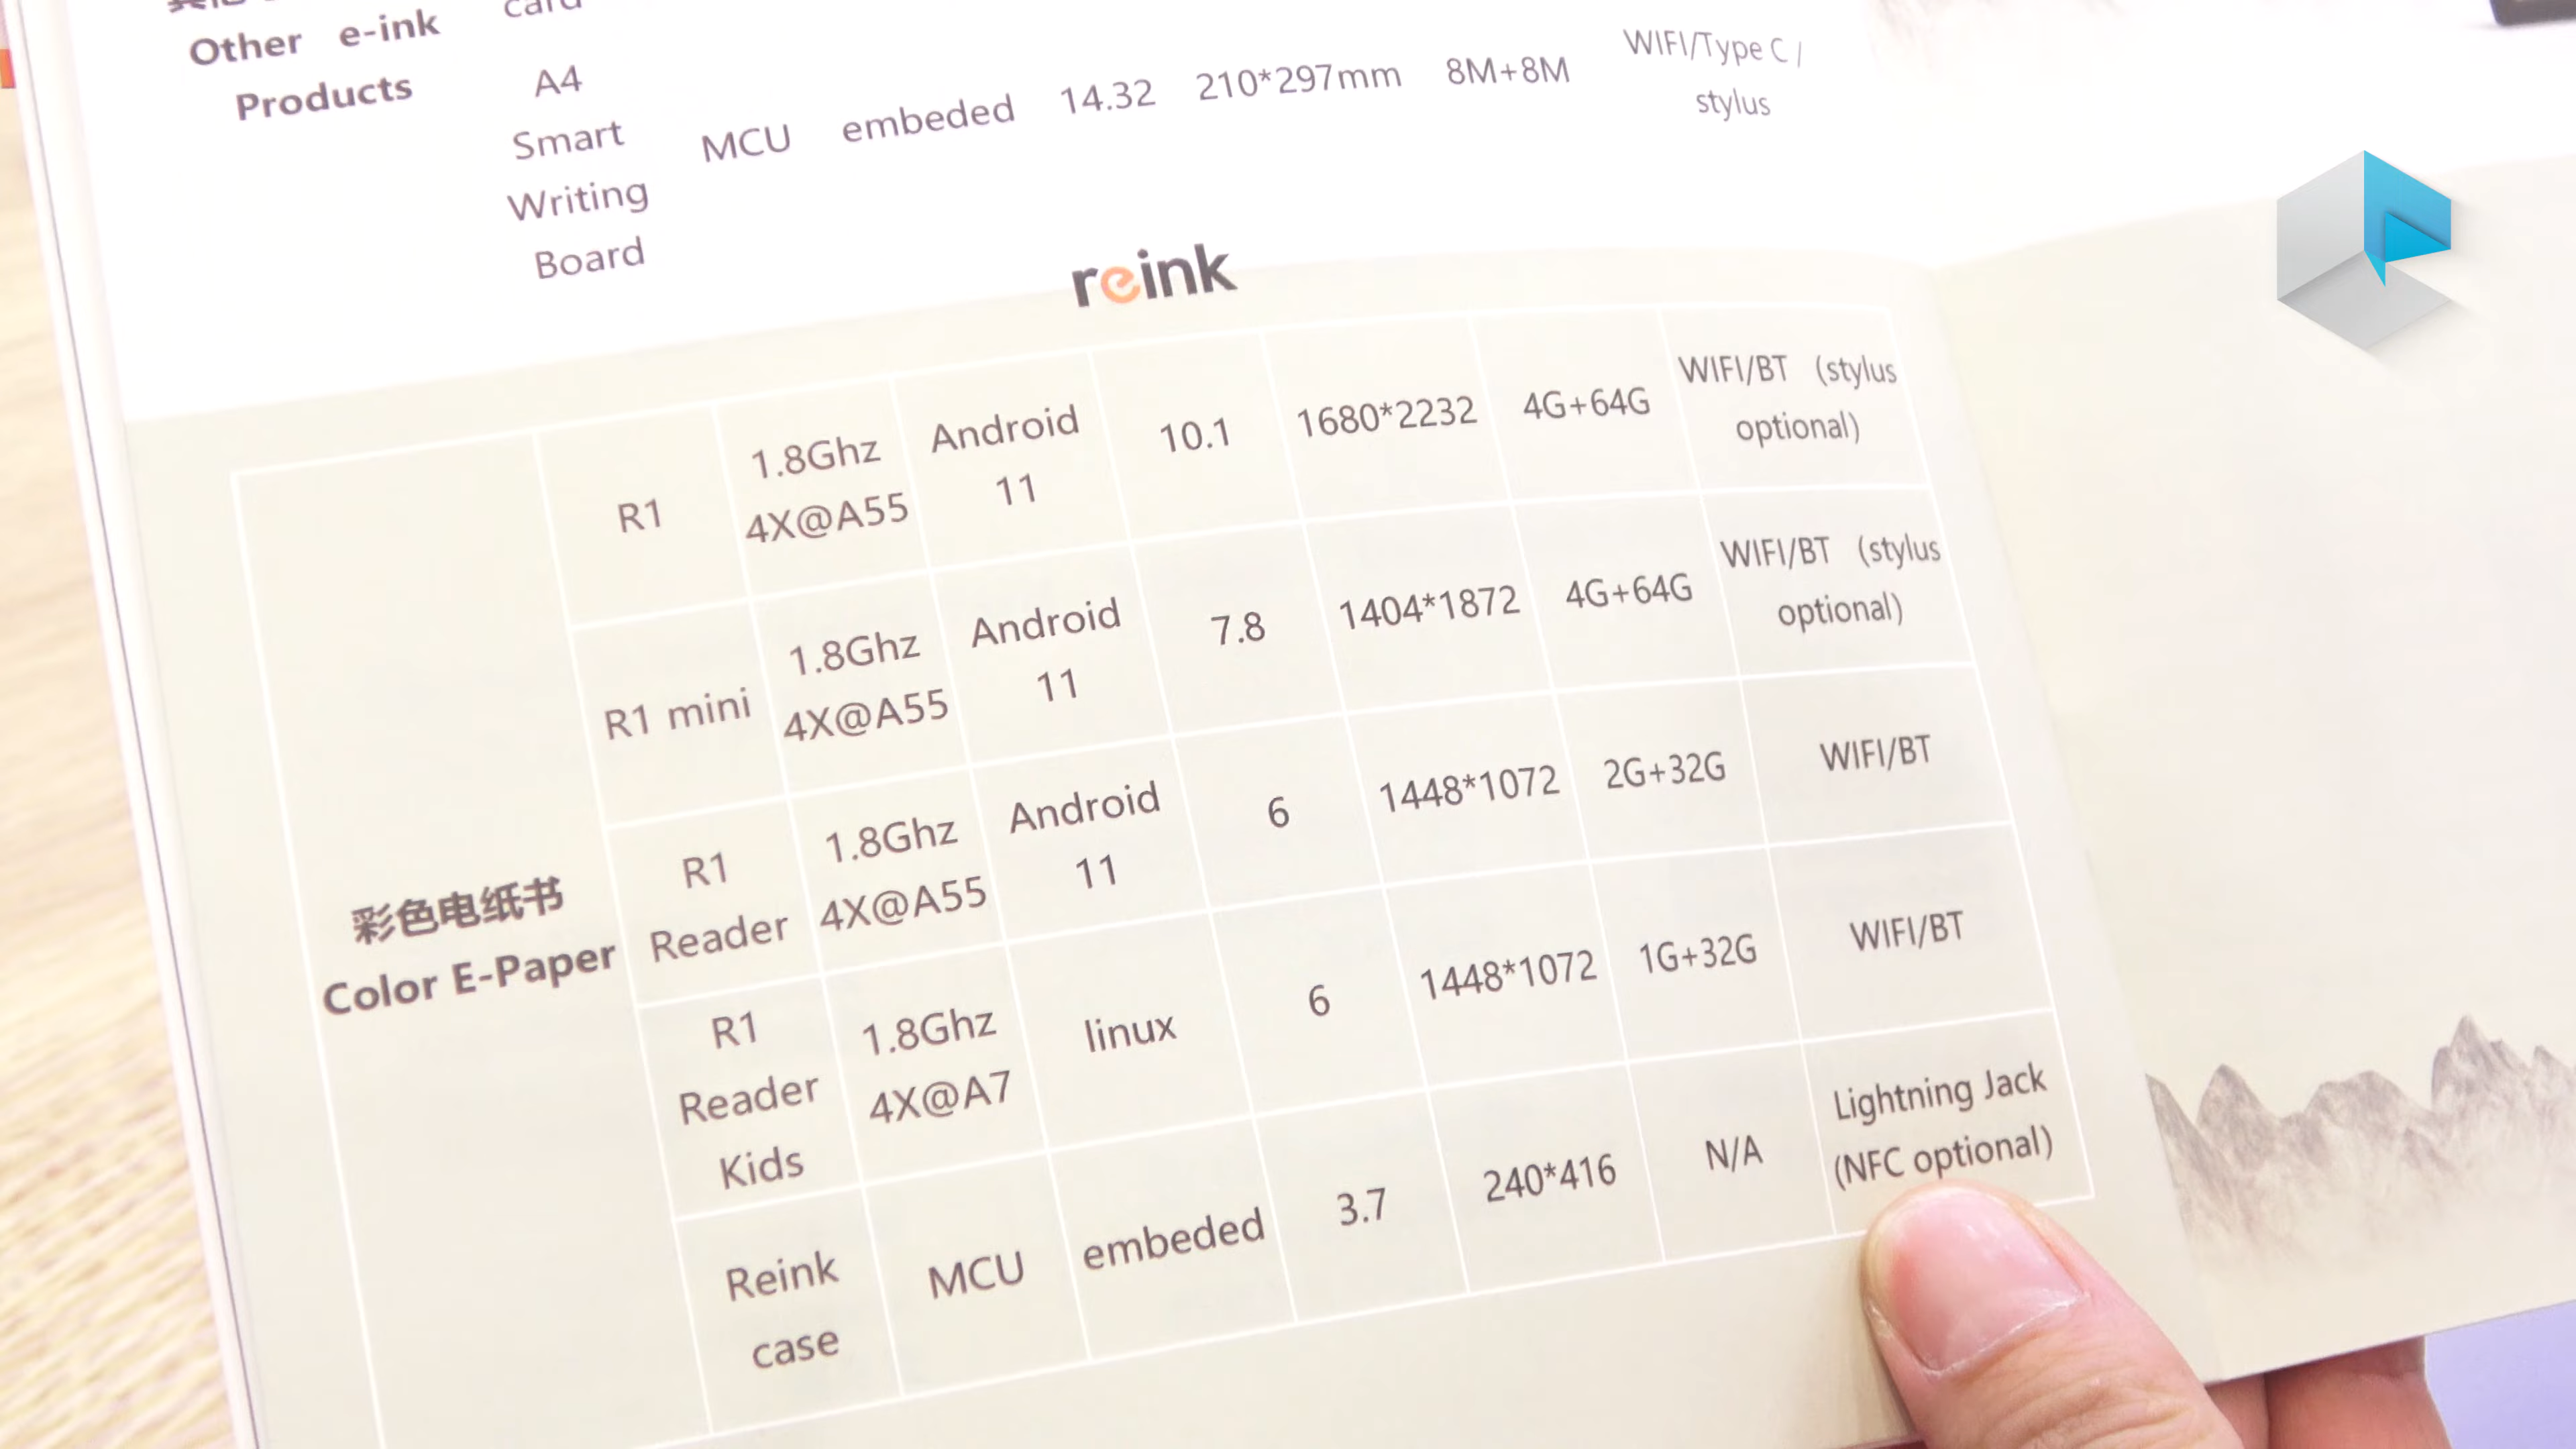 Other e-ink
Products
A4
Smart
Writing
Board
MCU
embeded
14.32
210*297mm
8M+8M
WIFI/Type C /
stylus
reink
彩色电纸书
Color E-Paper
R1
1.8Ghz
4X@A55
Android
11
10.1
1680*2232
4G+64G
WIFI/BT (stylus
optional)
R1 mini
1.8Ghz
4X@A55
Android
11
7.8
1404*1872
4G+64G
WIFI/BT (stylus
optional)
R1
Reader
1.8Ghz
4X@A55
Android
11
6
1448*1072
2G+32G
WIFI/BT
R1
Reader
Kids
1.8Ghz
4X@A7
linux
6
1448*1072
1G+32G
WIFI/BT
Reink
case
MCU
embeded
3.7
240*416
N/A
Lightning Jack
(NFC optional)